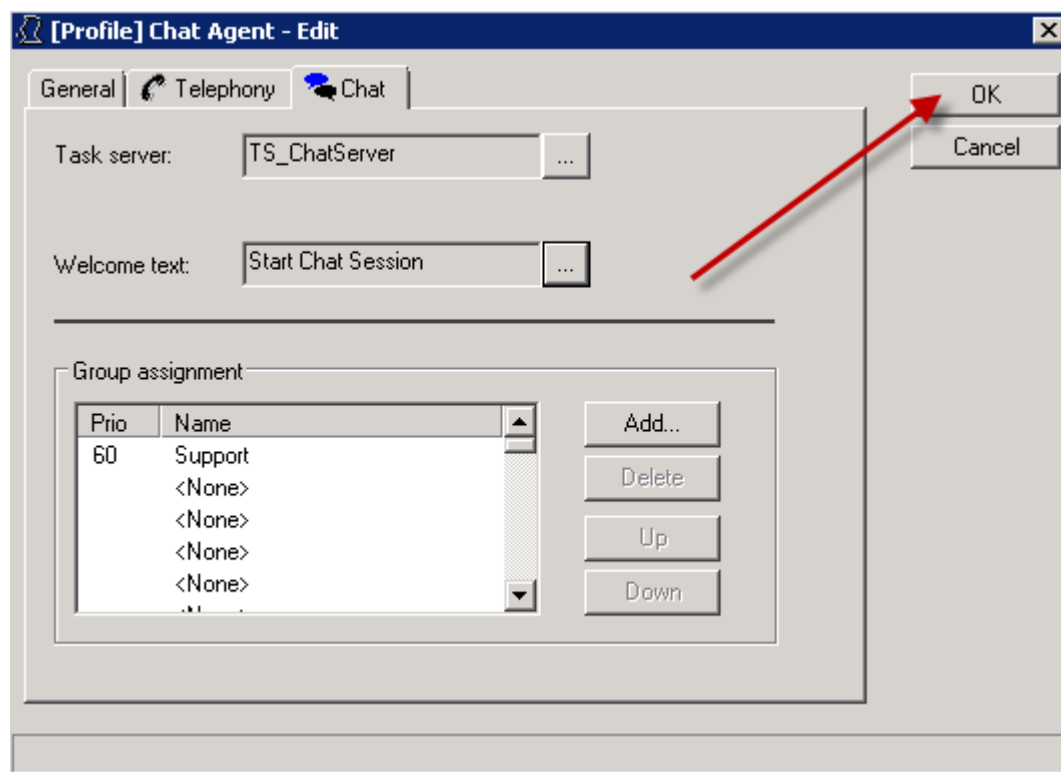 [Profile] Chat Agent - Edit
General Telephony Chat
OK
Cancel
Task server: TS_ChatServer ...
Welcome text: Start Chat Session ...
Group assignment
Prio Name
60 Support
<None>
<None>
<None>
<None>
Add...
Delete
Up
Down